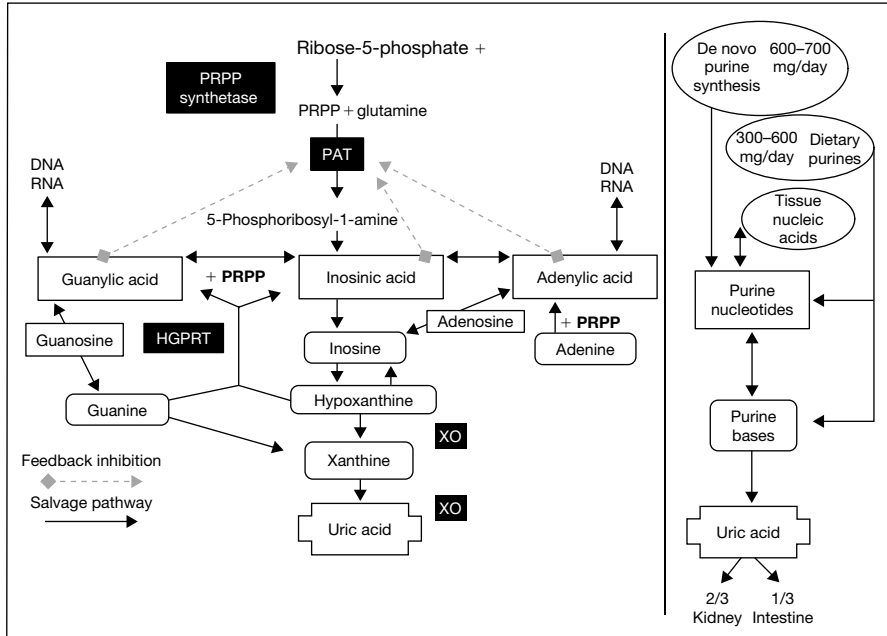 Ribose-5-phosphate +
PRPP
synthetase
PRPP + glutamine
PAT
DNA
RNA
DNA
RNA
5-Phosphoribosyl-1-amine
Guanylic acid
+ PRPP
Inosinic acid
Adenylic acid
Guanosine
HGPRT
Inosine
Adenosine
+ PRPP
Adenine
Guanine
Hypoxanthine
XO
Xanthine
Feedback inhibition
Salvage pathway
XO
Uric acid
De novo
purine
synthesis
600–700
mg/day
300–600
mg/day
Dietary
purines
Tissue
nucleic
acids
Purine
nucleotides
Purine
bases
Uric acid
2/3
Kidney
1/3
Intestine